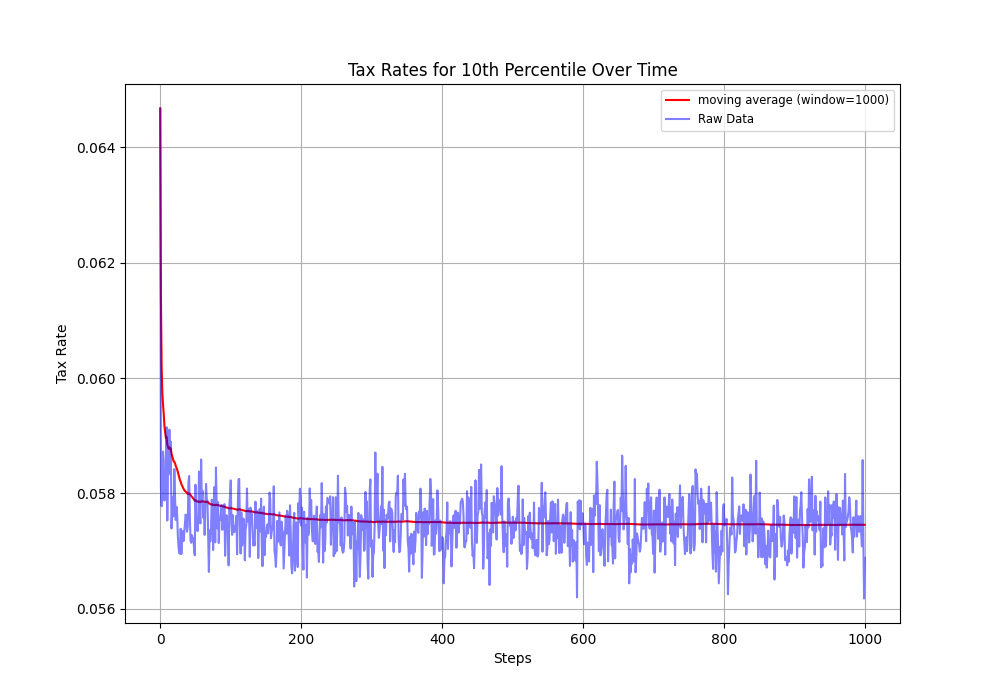 Tax Rates for 10th Percentile Over Time
moving average (window=1000)
Raw Data
0.064
0.062
0.060
0.058
0.056
Tax Rate
0
200
400
600
800
1000
Steps